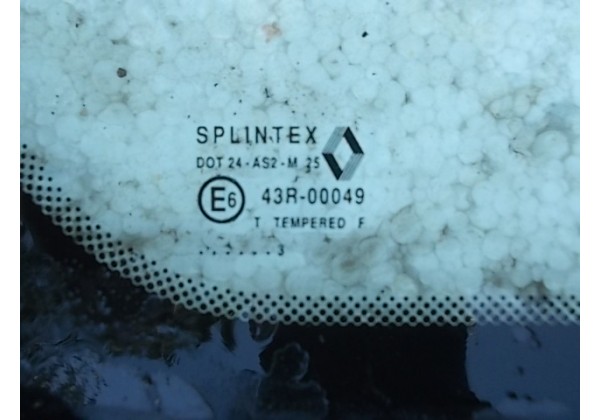 SPLINTEX
DOT 24-AS2-M 25
E6 43R-00049
T TEMPERED F
.......3